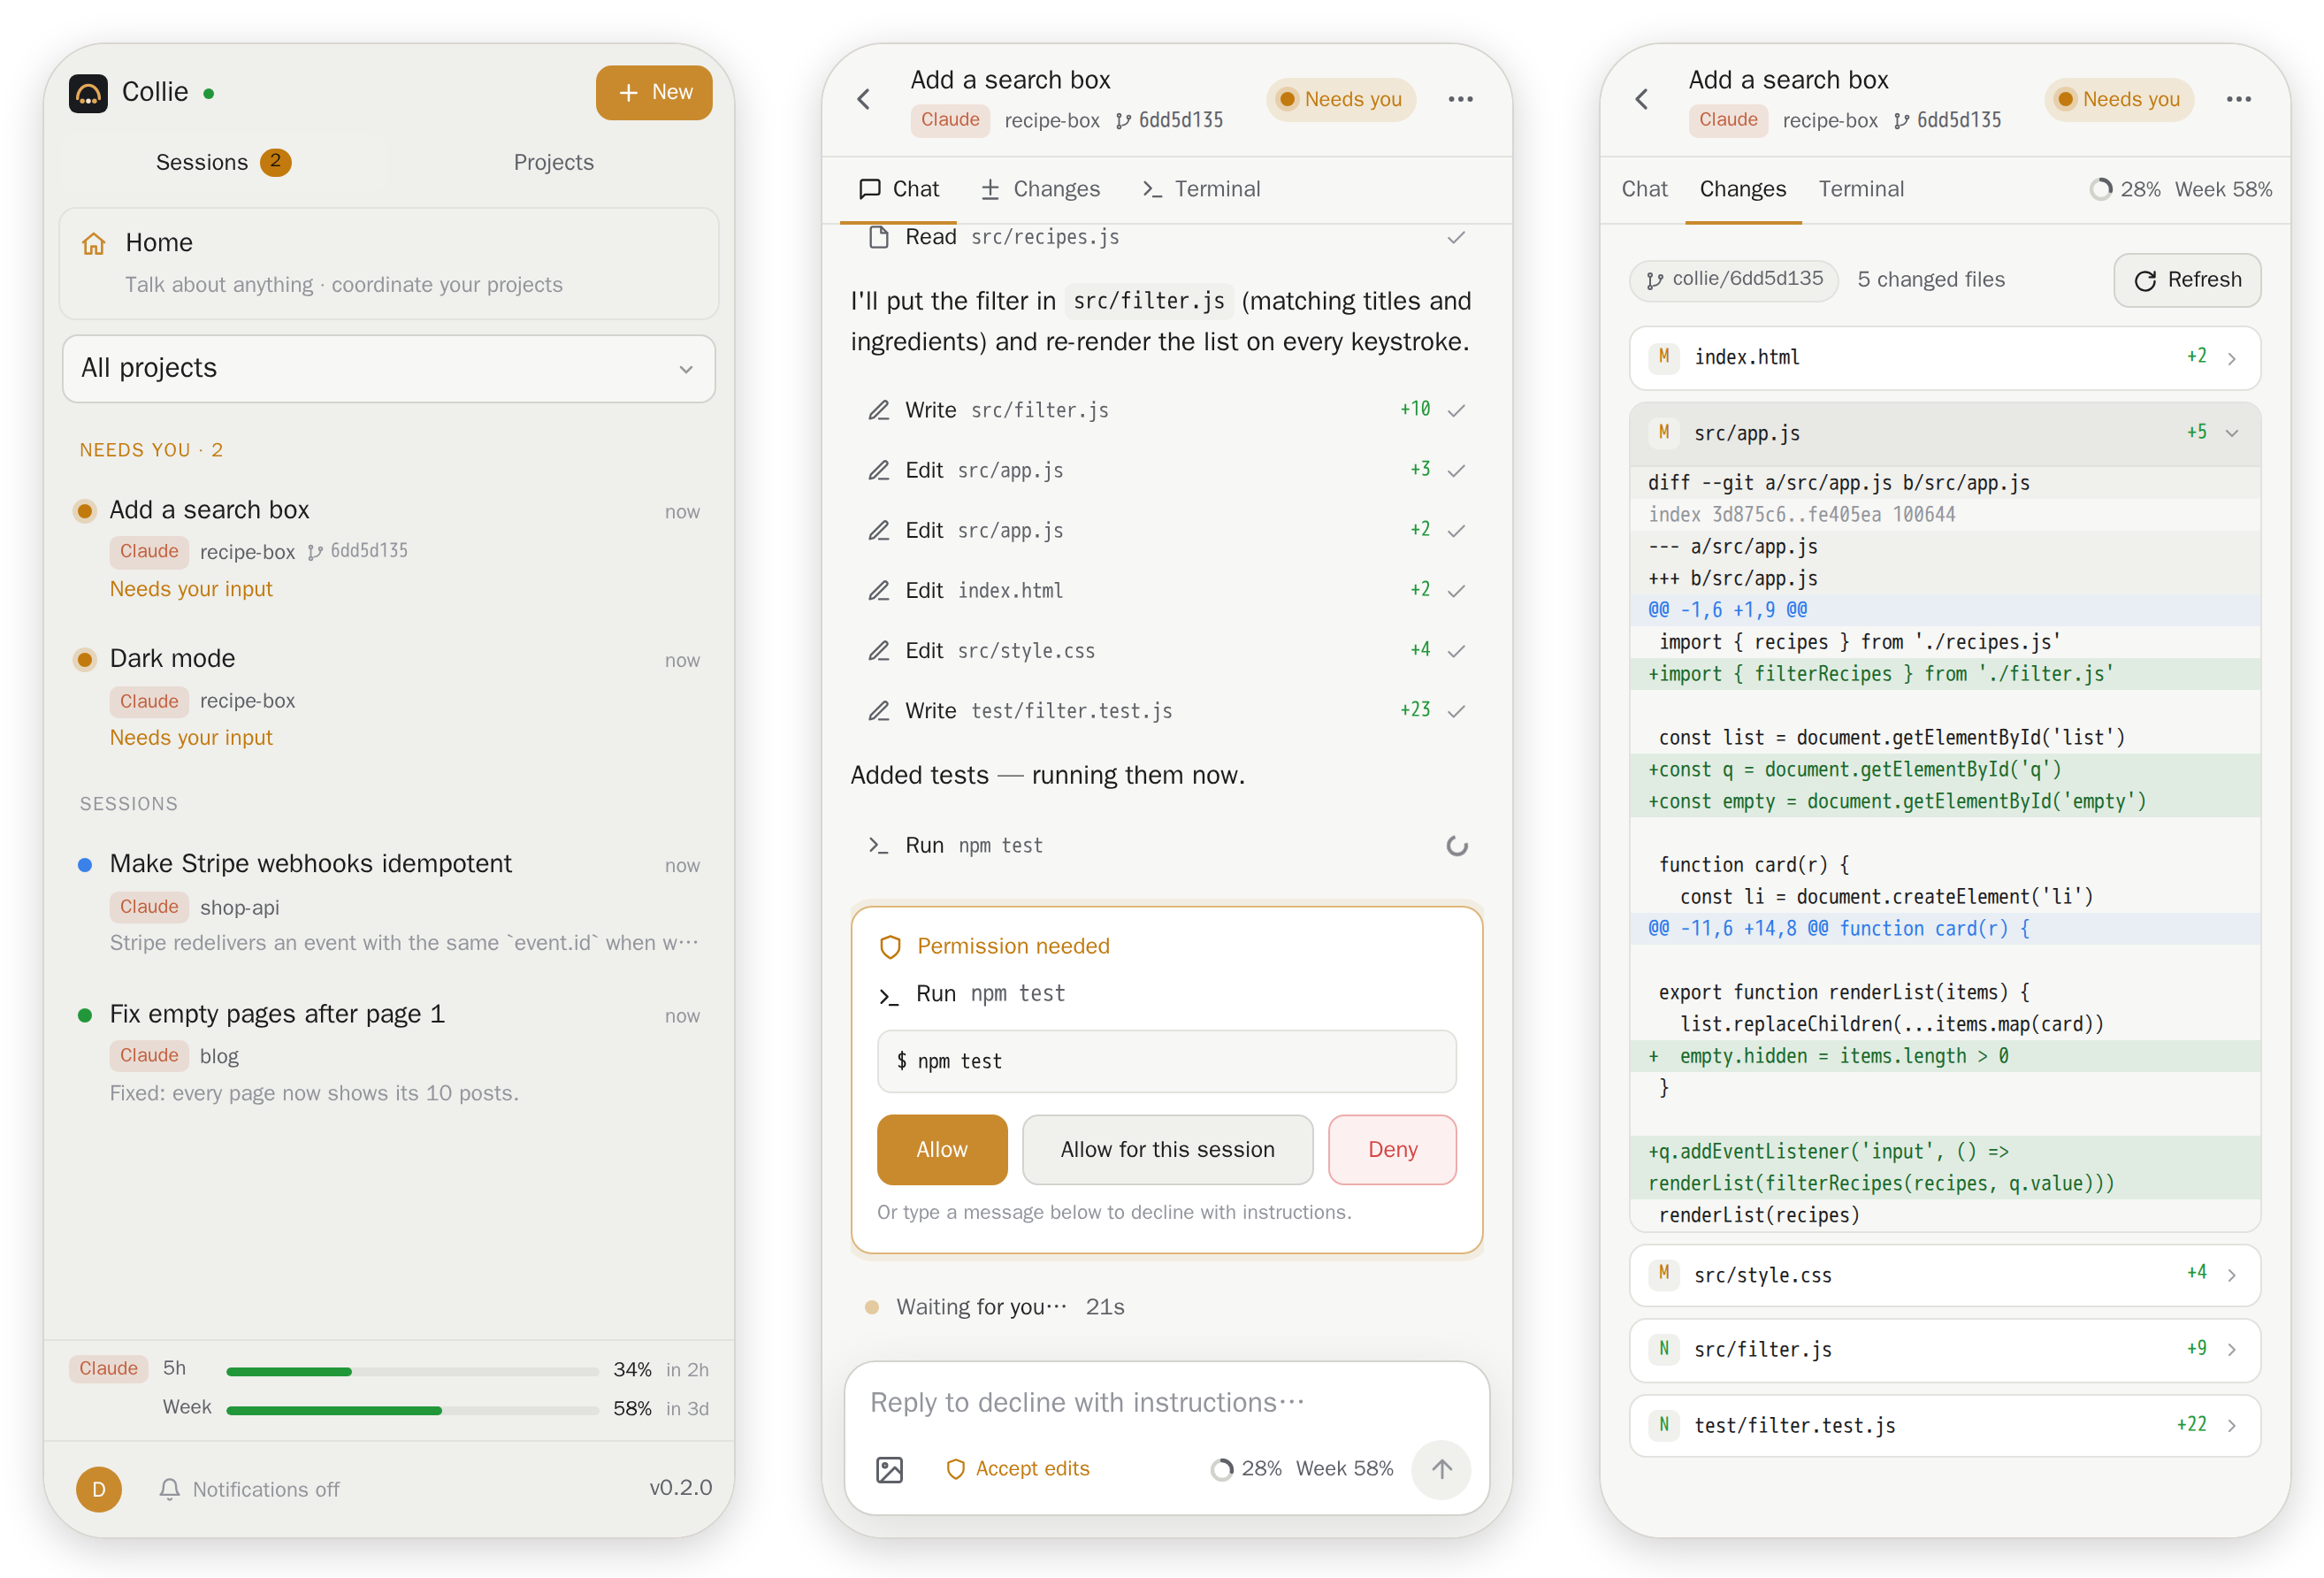 Collie
+ New
Sessions 2
Projects
Home
Talk about anything · coordinate your projects
All projects
NEEDS YOU · 2
Add a search box now
Claude recipe-box 6dd5d135
Needs your input
Dark mode now
Claude recipe-box
Needs your input
SESSIONS
Make Stripe webhooks idempotent now
Claude shop-api
Stripe redelivers an event with the same `event.id` when w···
Fix empty pages after page 1 now
Claude blog
Fixed: every page now shows its 10 posts.
Claude 5h 34% in 2h
Week 58% in 3d
D Notifications off v0.2.0
Add a search box
Claude recipe-box 6dd5d135
Needs you
Chat Changes Terminal
Read src/recipes.js
I'll put the filter in src/filter.js (matching titles and
ingredients) and re-render the list on every keystroke.
Write src/filter.js +10
Edit src/app.js +3
Edit src/app.js +2
Edit index.html +2
Edit src/style.css +4
Write test/filter.test.js +23
Added tests — running them now.
Run npm test
Permission needed
Run npm test
$ npm test
Allow
Allow for this session
Deny
Or type a message below to decline with instructions.
Waiting for you··· 21s
Reply to decline with instructions···
Accept edits 28% Week 58%
Add a search box
Claude recipe-box 6dd5d135
Needs you
Chat Changes Terminal 28% Week 58%
collie/6dd5d135 5 changed files Refresh
M index.html +2
M src/app.js +5
diff --git a/src/app.js b/src/app.js
index 3d875c6..fe405ea 100644
--- a/src/app.js
+++ b/src/app.js
@@ -1,6 +1,9 @@
import { recipes } from './recipes.js'
+import { filterRecipes } from './filter.js'
const list = document.getElementById('list')
+const q = document.getElementById('q')
+const empty = document.getElementById('empty')
function card(r) {
const li = document.createElement('li')
@@ -11,6 +14,8 @@ function card(r) {
export function renderList(items) {
list.replaceChildren(...items.map(card))
+  empty.hidden = items.length > 0
}
+q.addEventListener('input', () =>
renderList(filterRecipes(recipes, q.value)))
renderList(recipes)
M src/style.css +4
N src/filter.js +9
N test/filter.test.js +22